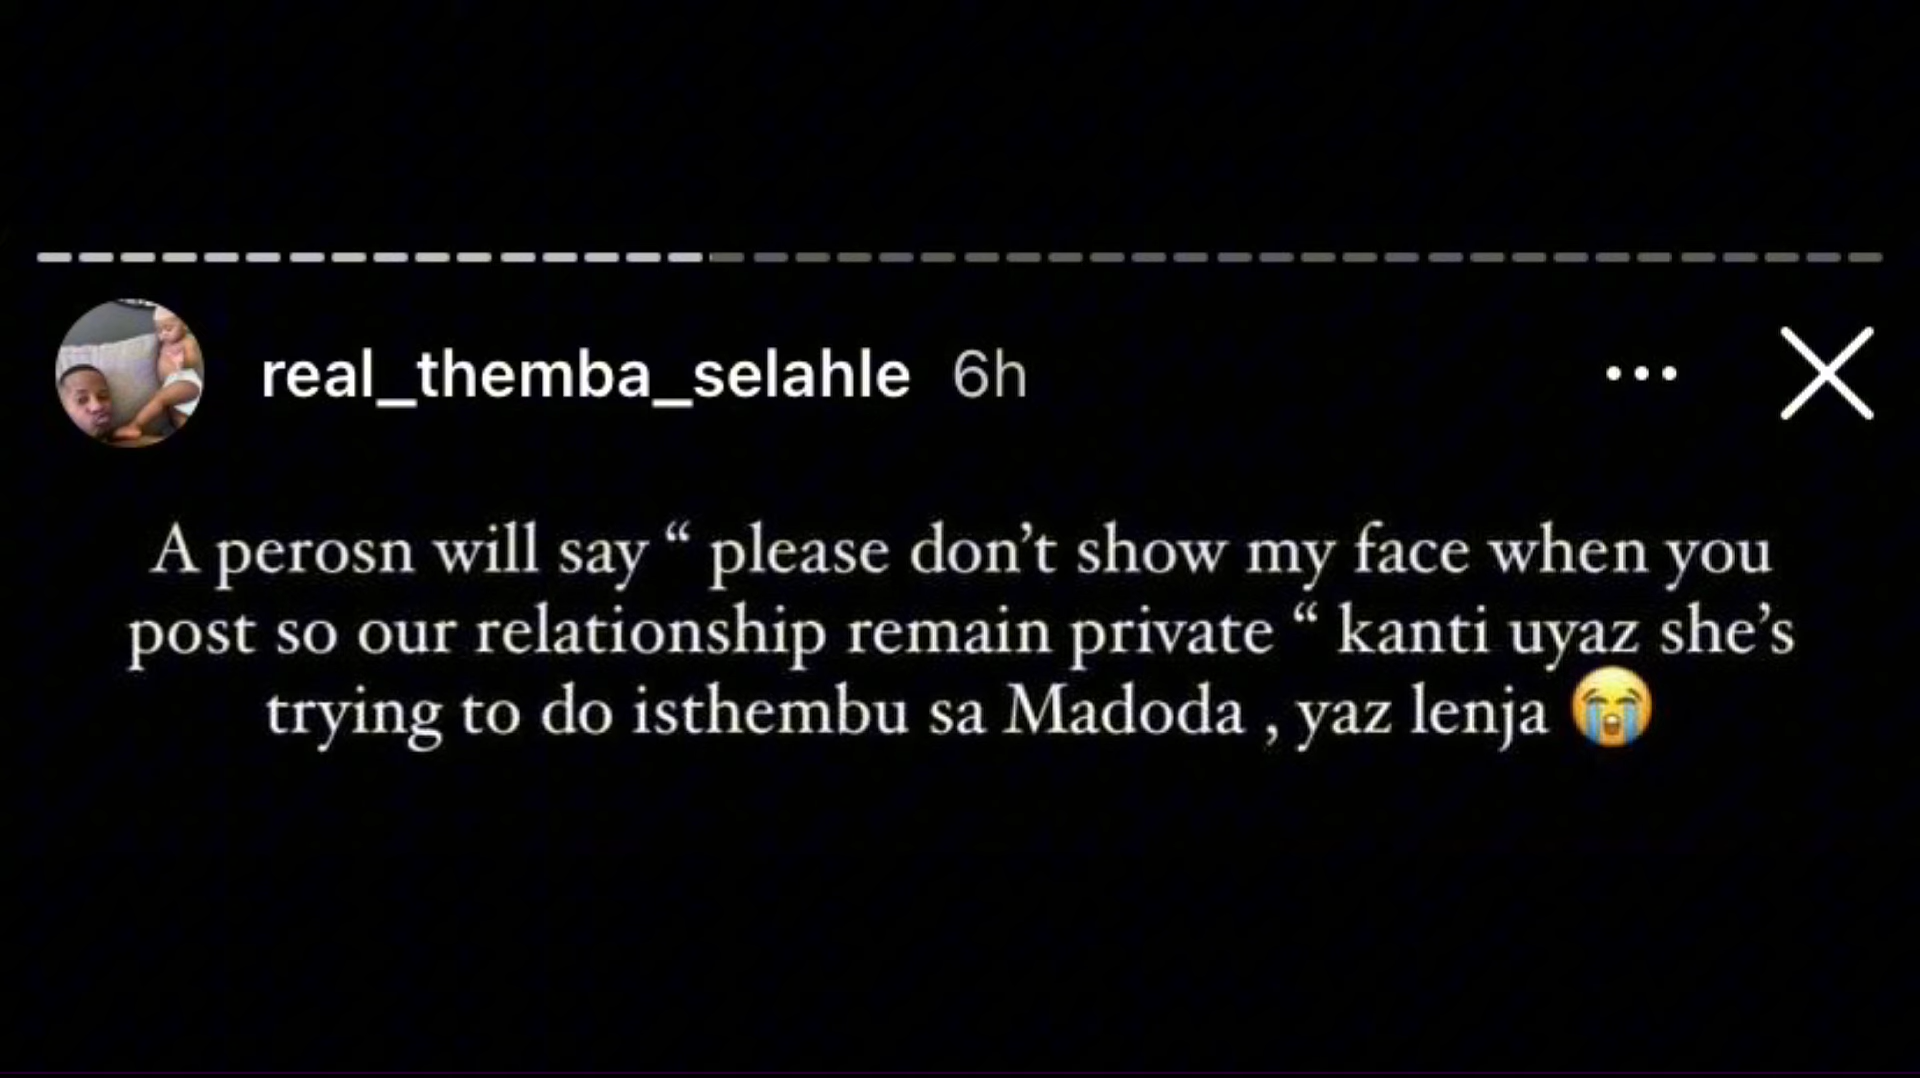 real_themba_selahle 6h
A perosn will say “ please don’t show my face when you
post so our relationship remain private “ kanti uyaz she’s
trying to do isthembu sa Madoda , yaz lenja 😭